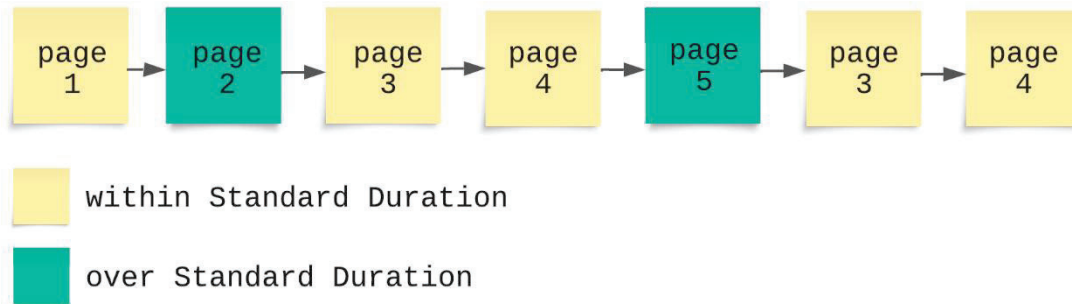 page
1
page
2
page
3
page
4
page
5
page
3
page
4
within Standard Duration
over Standard Duration